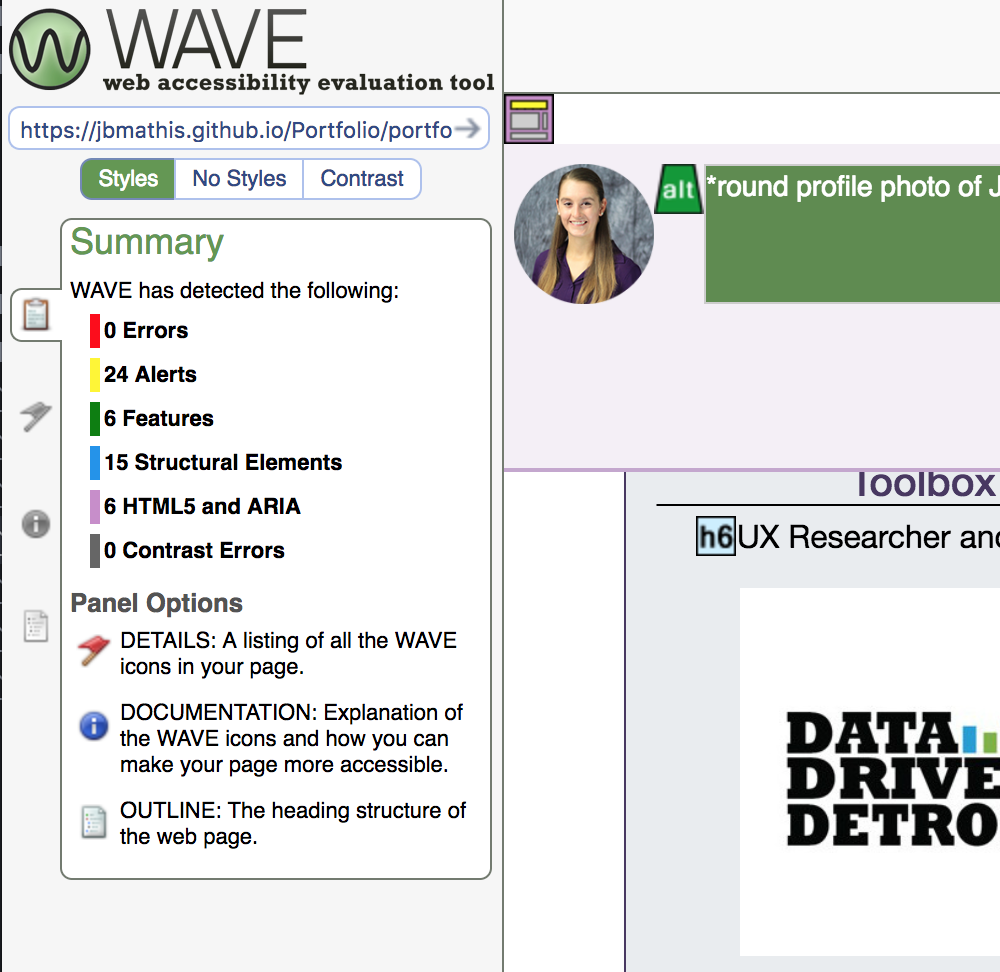 WAVE
web accessibility evaluation tool
https://jbmathis.github.io/Portfolio/portfo
Styles No Styles Contrast
Summary
WAVE has detected the following:
0 Errors
24 Alerts
6 Features
15 Structural Elements
6 HTML5 and ARIA
0 Contrast Errors
Panel Options
DETAILS: A listing of all the WAVE
icons in your page.
DOCUMENTATION: Explanation of
the WAVE icons and how you can
make your page more accessible.
OUTLINE: The heading structure of
the web page.
alt *round profile photo of J
Toolbox
h6 UX Researcher and
DATA
DRIVE
DETRO